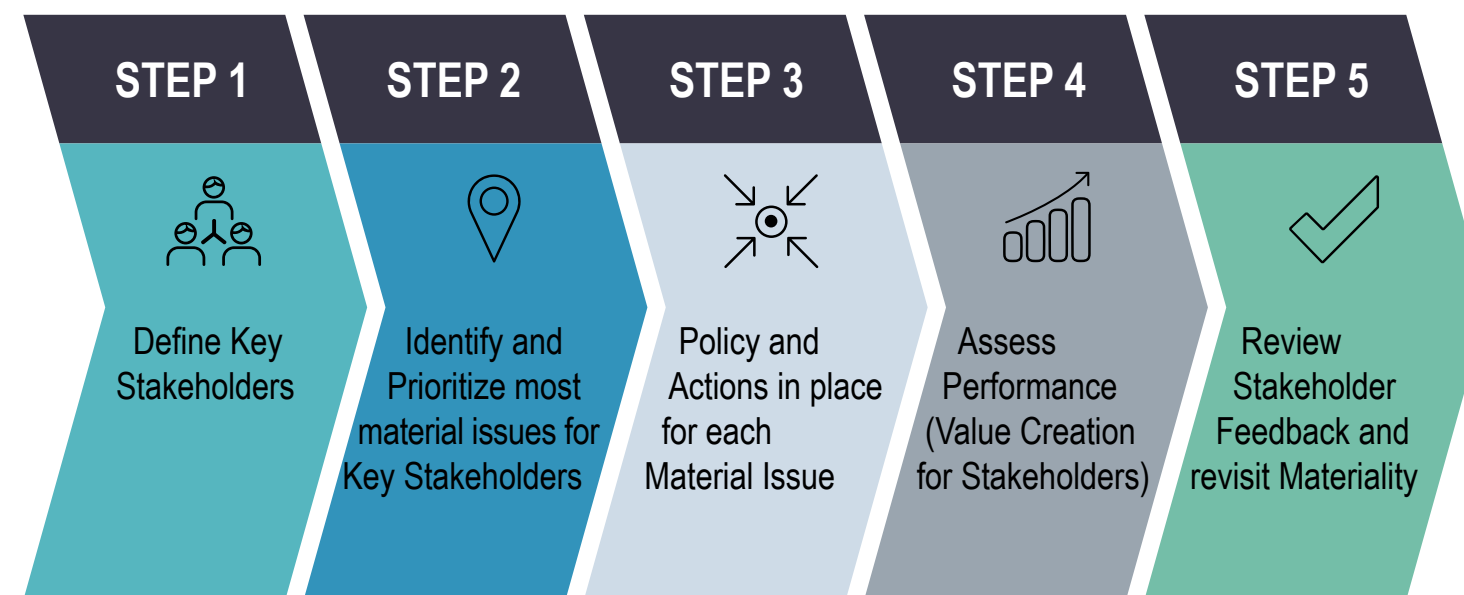 STEP 1
Define Key
Stakeholders
STEP 2
Identify and
Prioritize most
material issues for
Key Stakeholders
STEP 3
Policy and
Actions in place
for each
Material Issue
STEP 4
Assess
Performance
(Value Creation
for Stakeholders)
STEP 5
Review
Stakeholder
Feedback and
revisit Materiality